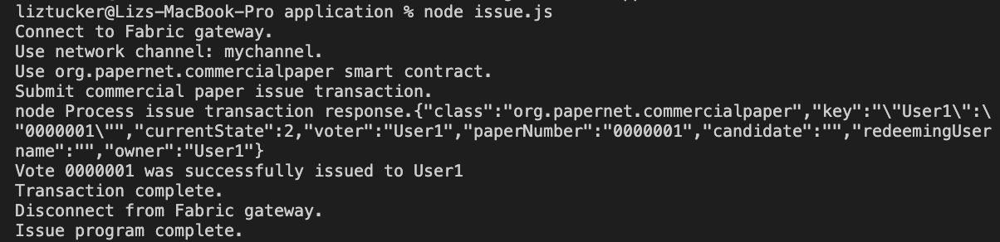 liztucker@Lizs-MacBook-Pro application % node issue.js
Connect to Fabric gateway.
Use network channel: mychannel.
Use org.papernet.commercialpaper smart contract.
Submit commercial paper issue transaction.
node Process issue transaction response.{"class":"org.papernet.commercialpaper","key":"\"User1\":\
"0000001\"","currentState":2,"voter":"User1","paperNumber":"0000001","candidate":"","redeemingUser
name":"","owner":"User1"}
Vote 0000001 was successfully issued to User1
Transaction complete.
Disconnect from Fabric gateway.
Issue program complete.